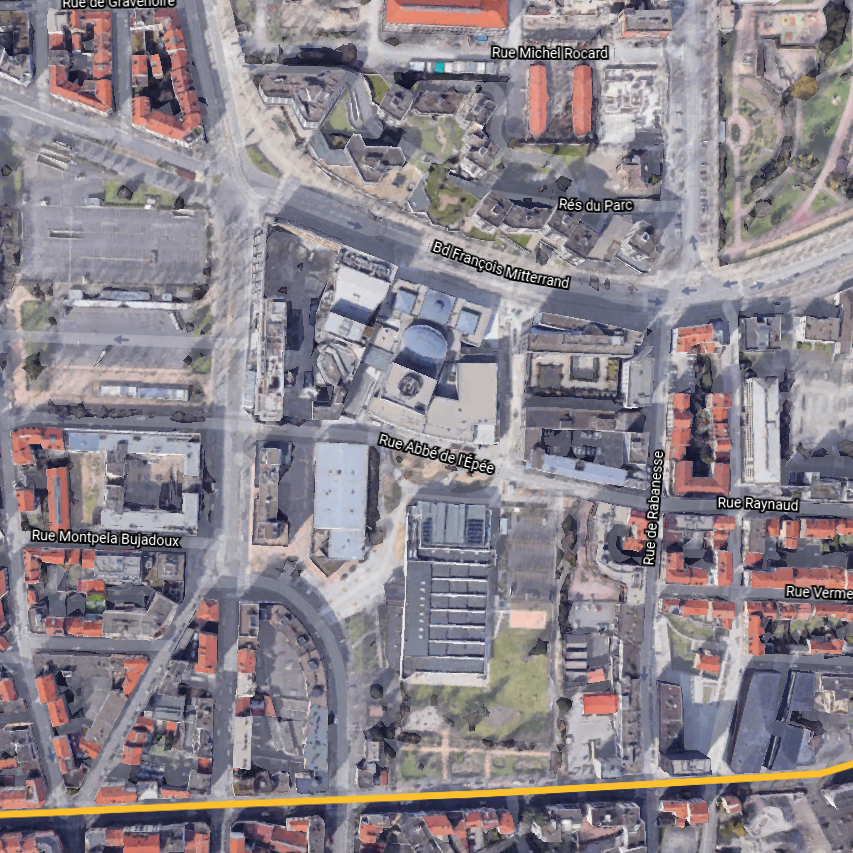 Rue de Gravenoire
Rue Michel Rocard
Rés du Parc
Bd François Mitterrand
Rue Abbé de l'Épée
Rue de Rabanesse
Rue Raynaud
Rue Montpela Bujadoux
Rue Verme